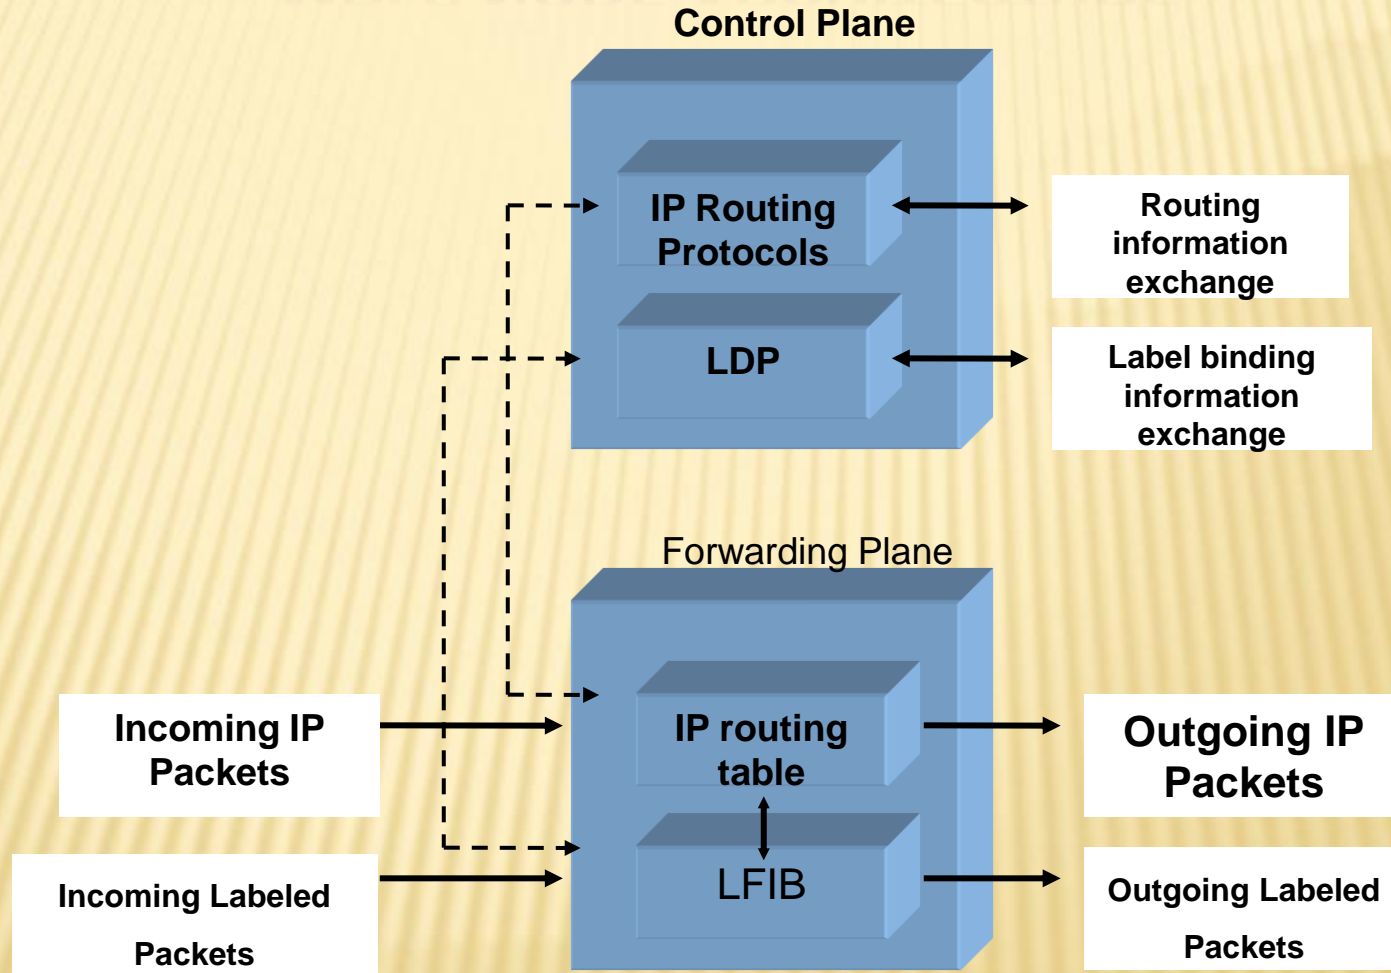 Control Plane
IP Routing
Protocols
Routing
information
exchange
LDP
Label binding
information
exchange
Forwarding Plane
Incoming IP
Packets
IP routing
table
Outgoing IP
Packets
Incoming Labeled
Packets
LFIB
Outgoing Labeled
Packets